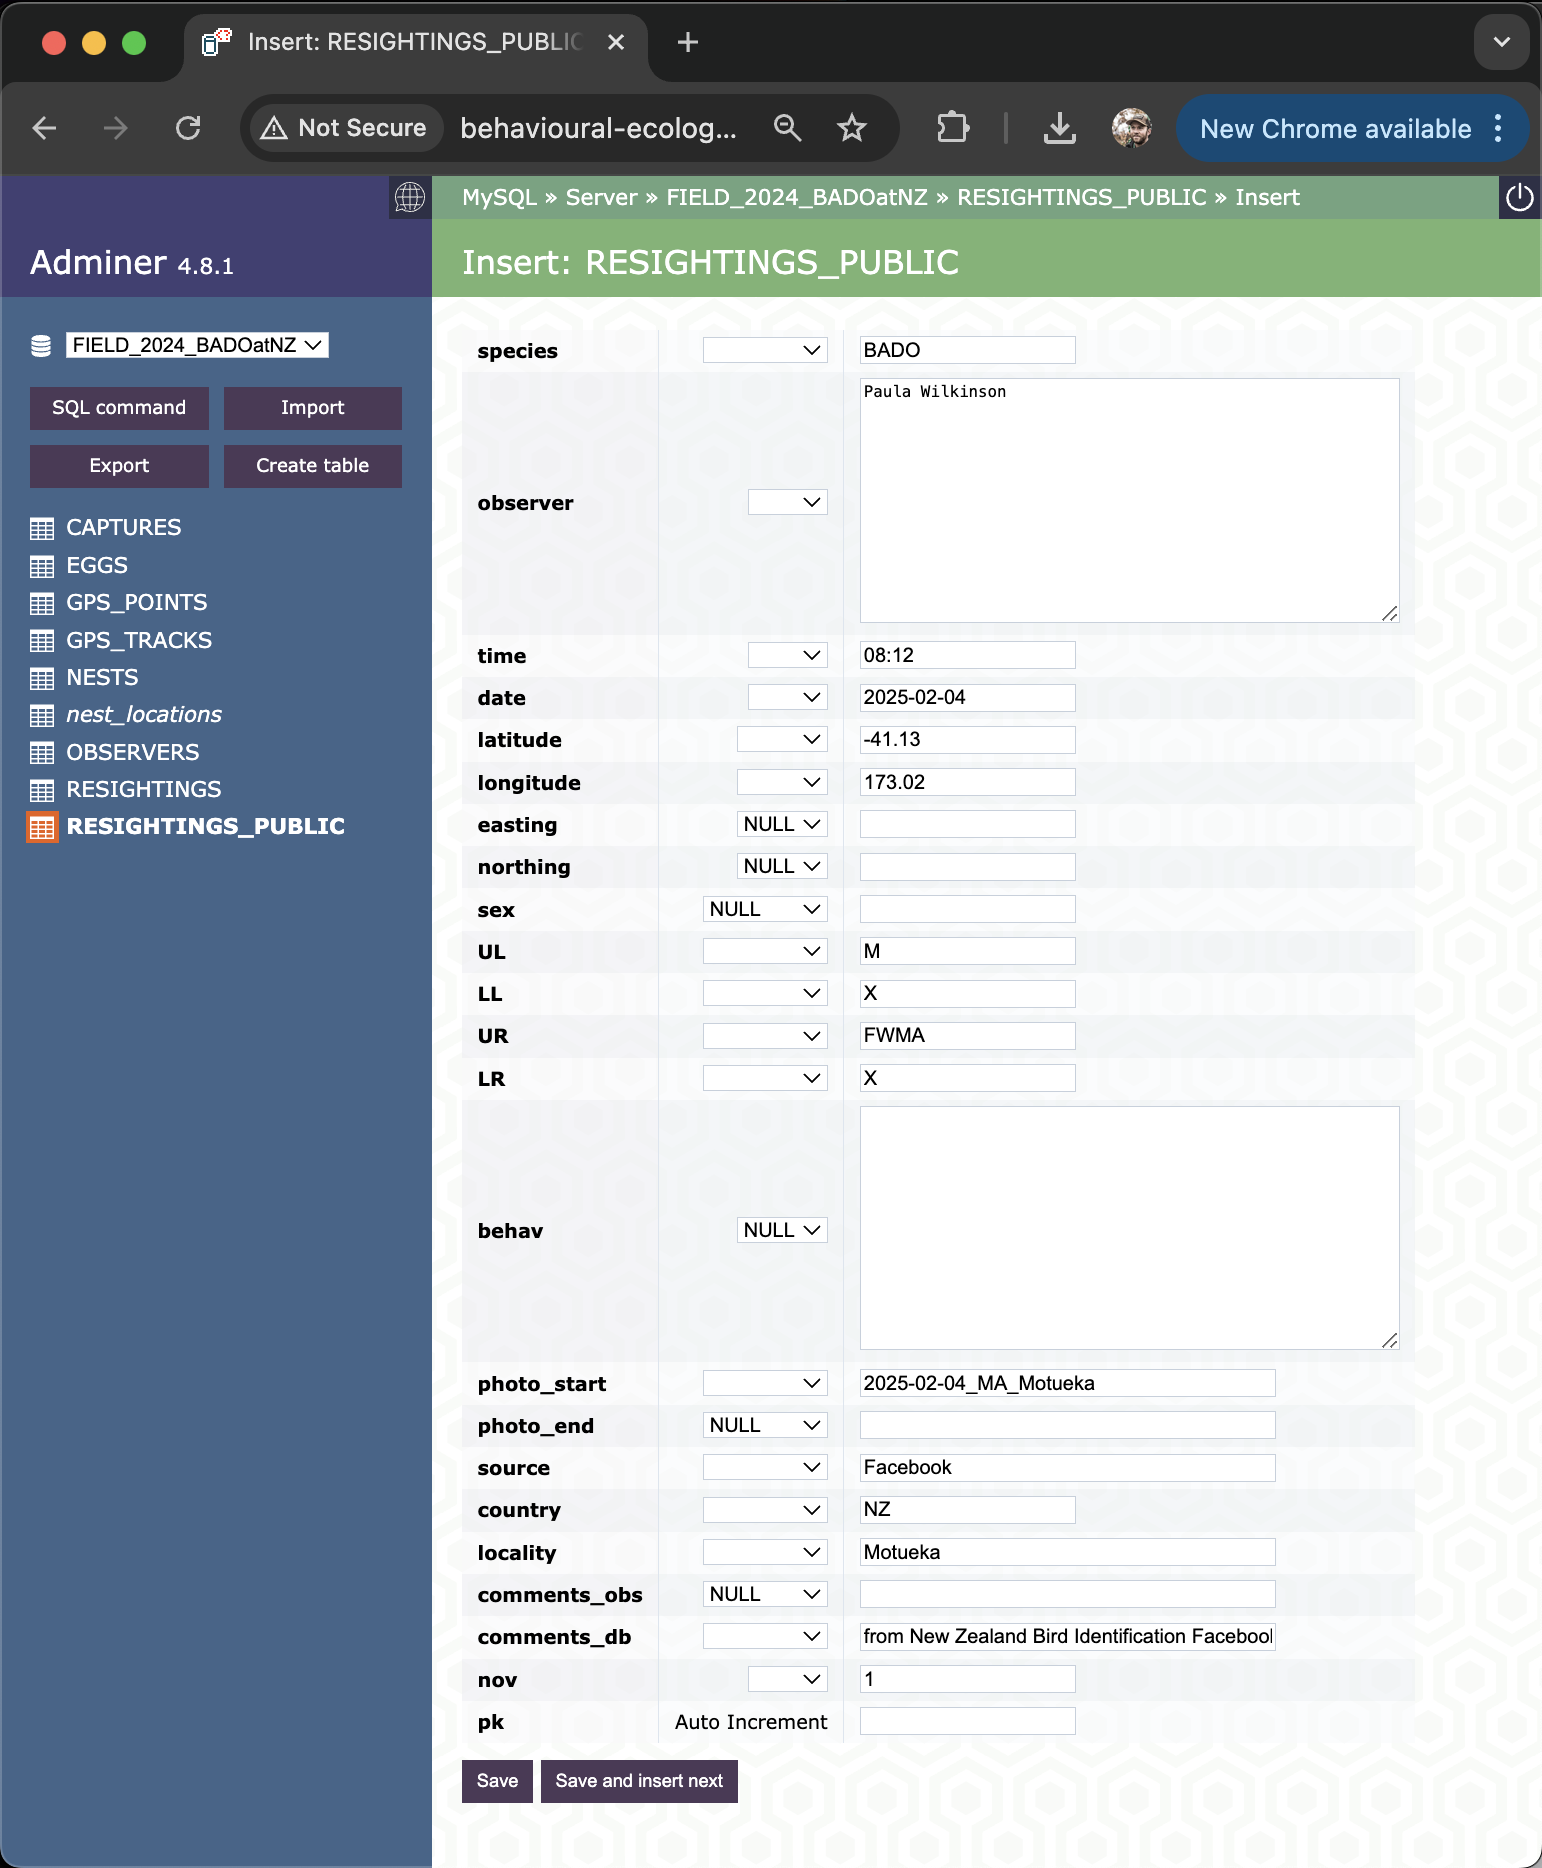 Insert: RESIGHTINGS_PUBLIC
Not Secure
behavioural-ecolog...
New Chrome available
MySQL » Server » FIELD_2024_BADOatNZ » RESIGHTINGS_PUBLIC » Insert
Adminer 4.8.1
Insert: RESIGHTINGS_PUBLIC
FIELD_2024_BADOatNZ
SQL command
Import
Export
Create table
CAPTURES
EGGS
GPS_POINTS
GPS_TRACKS
NESTS
nest_locations
OBSERVERS
RESIGHTINGS
RESIGHTINGS_PUBLIC
species BADO
observer Paula Wilkinson
time 08:12
date 2025-02-04
latitude -41.13
longitude 173.02
easting NULL
northing NULL
sex NULL
UL M
LL X
UR FWMA
LR X
behav NULL
photo_start 2025-02-04_MA_Motueka
photo_end NULL
source Facebook
country NZ
locality Motueka
comments_obs NULL
comments_db from New Zealand Bird Identification Facebook
nov 1
pk Auto Increment
Save
Save and insert next